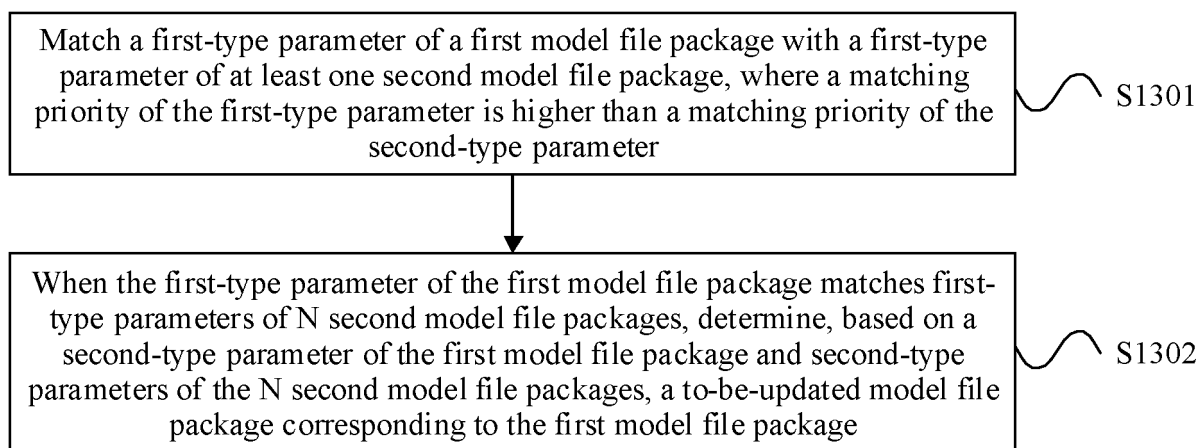 Match a first-type parameter of a first model file package with a first-type
parameter of at least one second model file package, where a matching
priority of the first-type parameter is higher than a matching priority of the
second-type parameter
S1301
When the first-type parameter of the first model file package matches first-
type parameters of N second model file packages, determine, based on a
second-type parameter of the first model file package and second-type
parameters of the N second model file packages, a to-be-updated model file
package corresponding to the first model file package
S1302